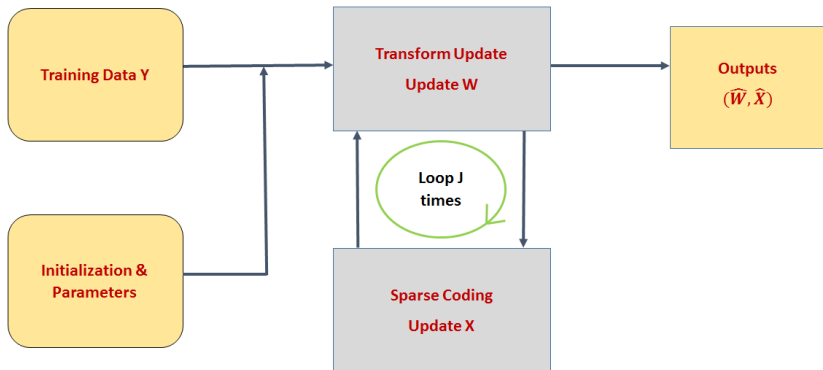 Training Data Y
Transform Update
Update W
Outputs
(Ŵ, X̂)
Loop J
times
Initialization &
Parameters
Sparse Coding
Update X